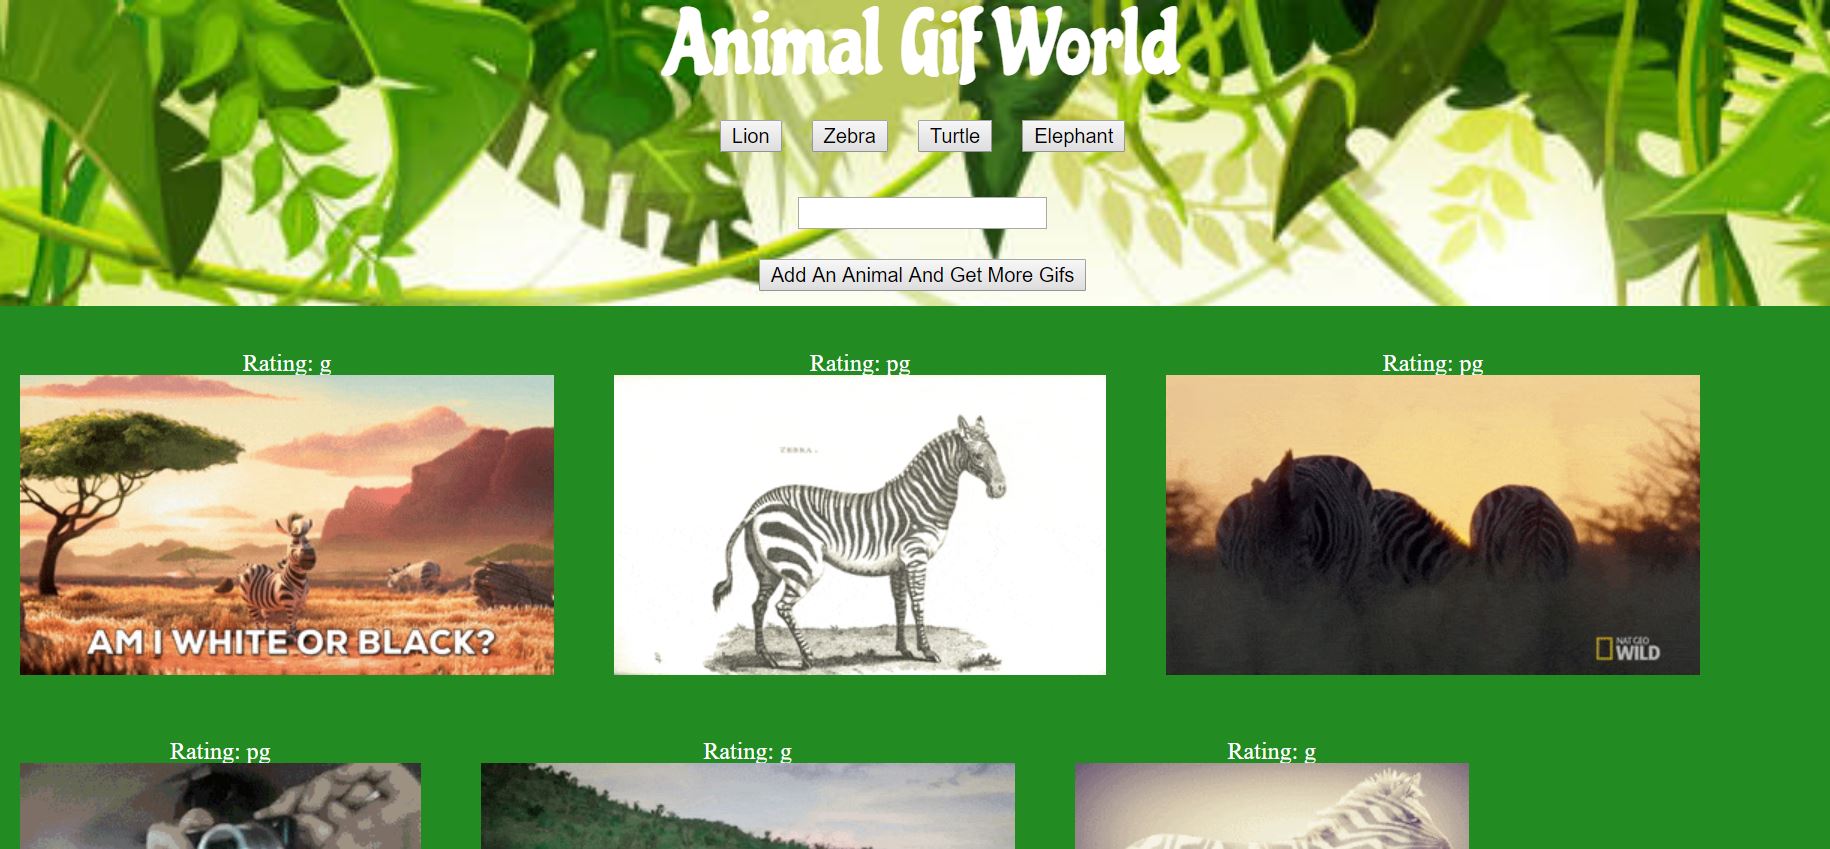 Animal Gif World
Lion Zebra Turtle Elephant
Add An Animal And Get More Gifs
Rating: g
Rating: pg
Rating: pg
AM I WHITE OR BLACK?
ZEBRA.
NAT GEO
WILD
Rating: pg
Rating: g
Rating: g